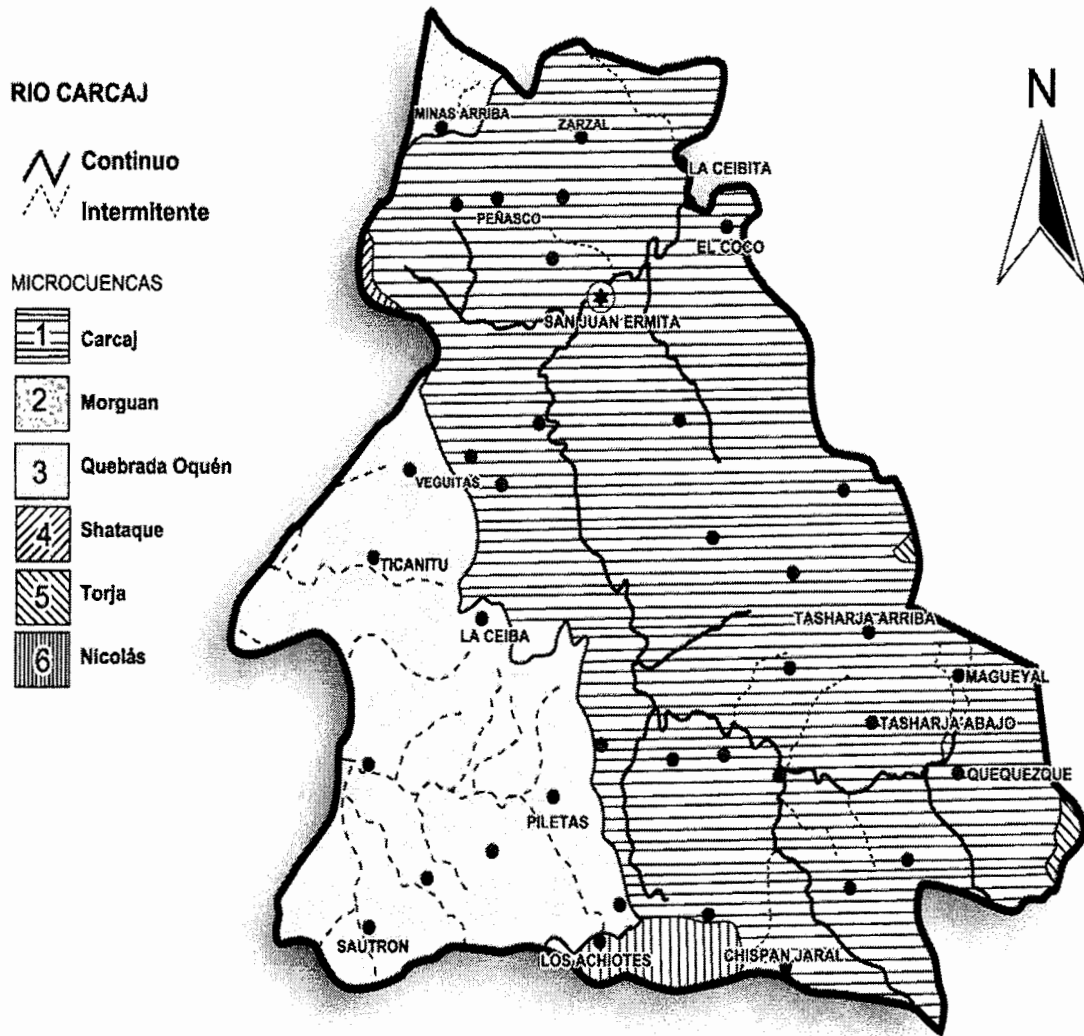 RIO CARCAJ
Continuo
Intermitente
MICROCUENCAS
1 Carcaj
2 Morguan
3 Quebrada Oquén
4 Shataque
5 Torja
6 Nicolás
N
MINAS ARRIBA
ZARZAL
LA CEIBITA
PEÑASCO
EL COCO
SAN JUAN ERMITA
VEGUITAS
TICANITU
LA CEIBA
TASHARJA ARRIBA
MAGUEYAL
TASHARJA ABAJO
QUEQUEZQUE
PILETAS
SAUTRON
LOS ACHIOTES
CHISPAN JARAL